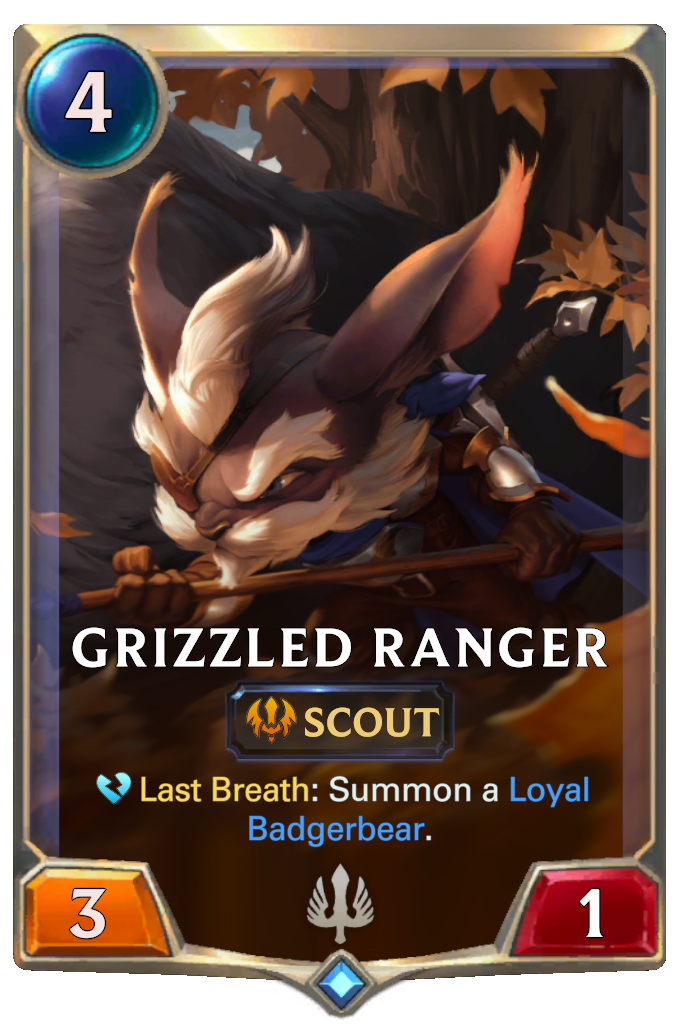 4
GRIZZLED RANGER
SCOUT
Last Breath: Summon a Loyal
Badgerbear.
3
1